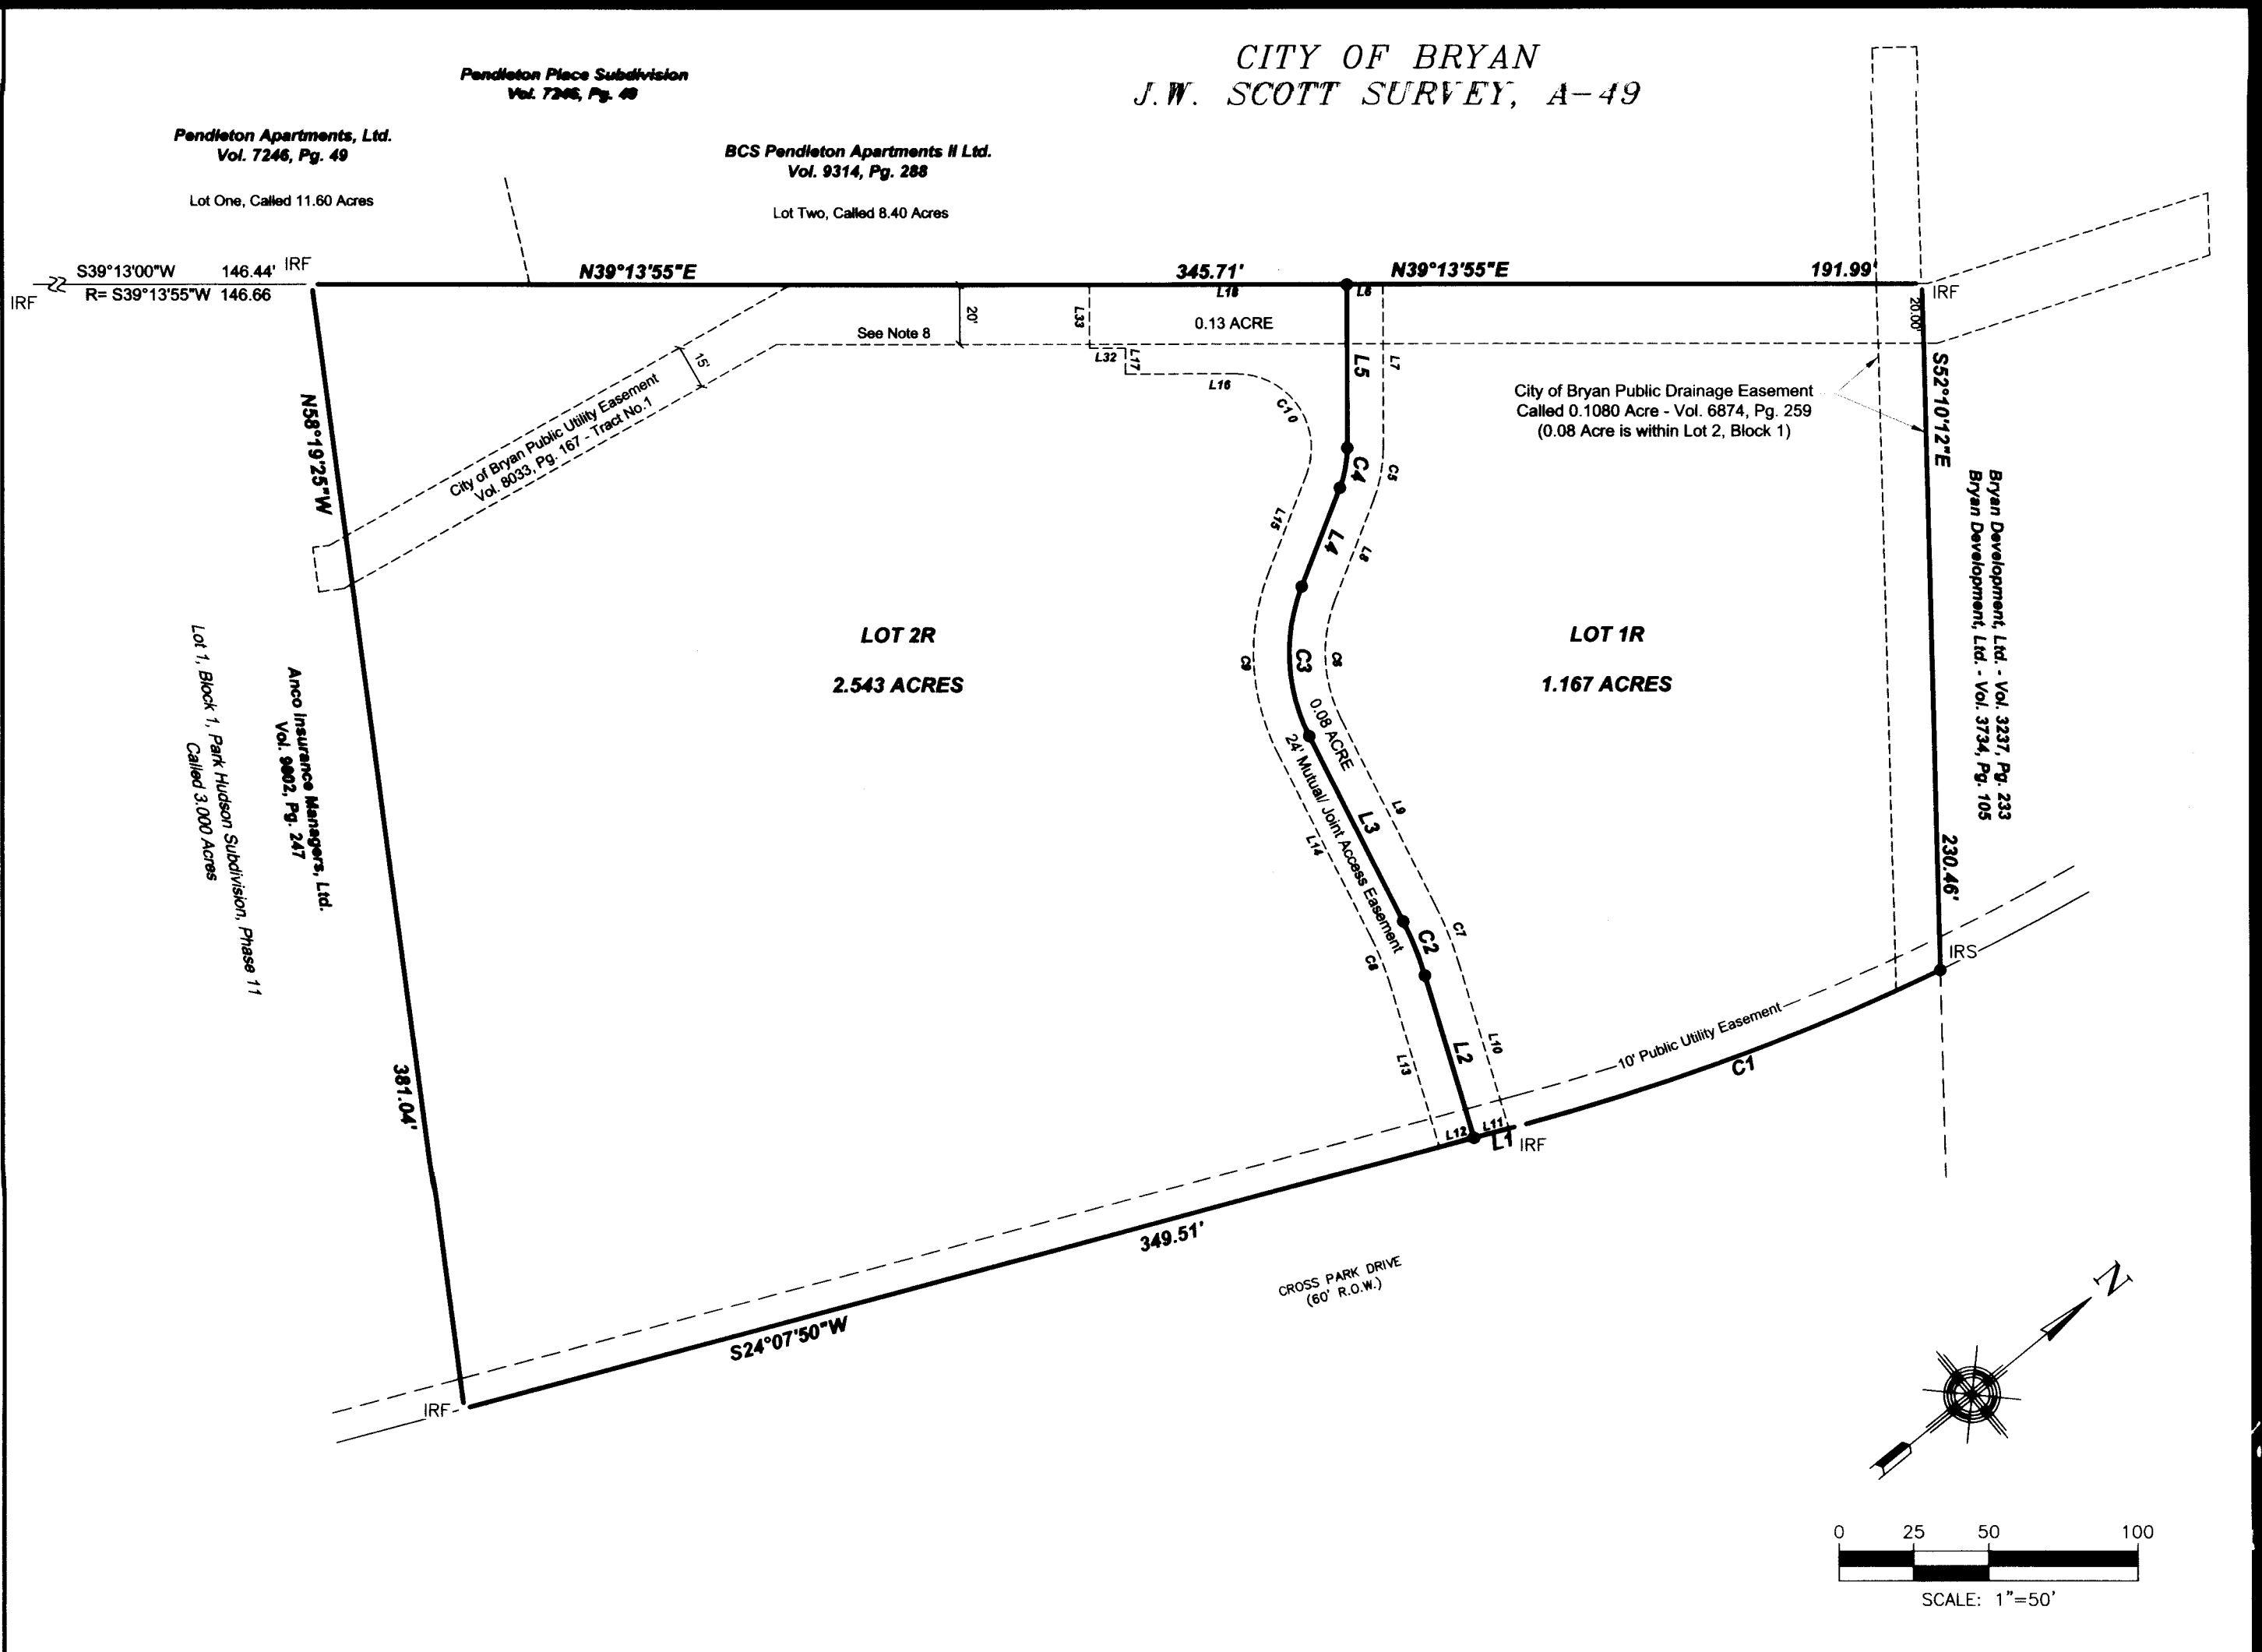 CITY OF BRYAN
J.W. SCOTT SURVEY, A-49
Pendleton Place Subdivision
Vol. 7246, Pg. 49
Pendleton Apartments, Ltd.
Vol. 7246, Pg. 49
Lot One, Called 11.60 Acres
BCS Pendleton Apartments II Ltd.
Vol. 9314, Pg. 288
Lot Two, Called 8.40 Acres
S39°13'00"W 146.44'
R= S39°13'55"W 146.66
IRF
IRF
N39°13'55"E 345.71'
N39°13'55"E 191.99'
IRF
L18
L6
20.00'
L33
20'
0.13 ACRE
See Note 8
L32
L17
L16
L5
L7
15'
City of Bryan Public Utility Easement
Vol. 8033, Pg. 167 - Tract No.1
City of Bryan Public Drainage Easement
Called 0.1080 Acre - Vol. 6874, Pg. 259
(0.08 Acre is within Lot 2, Block 1)
S52°10'12"E
230.46'
N58°19'25"W
381.04'
C10
C4
C5
L15
L4
L8
Bryan Development, Ltd. - Vol. 3237, Pg. 233
Bryan Development, Ltd. - Vol. 3734, Pg. 105
LOT 2R
2.543 ACRES
LOT 1R
1.167 ACRES
C9
C3
C6
0.08 ACRE
24' Mutual/ Joint Access Easement
L9
L3
L14
Anco Insurance Managers, Ltd.
Vol. 9802, Pg. 247
Lot 1, Block 1, Park Hudson Subdivision, Phase 11
Called 3.000 Acres
C7
C2
C8
IRS
L10
L2
L13
10' Public Utility Easement
C1
L12
L11
L1
IRF
349.51'
S24°07'50"W
CROSS PARK DRIVE
(60' R.O.W.)
IRF
N
0 25 50 100
SCALE: 1"=50'